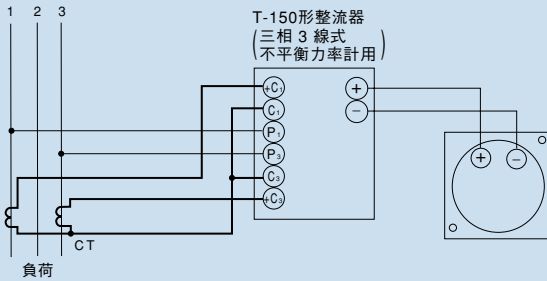 1 2 3
T-150形整流器
(三相3線式
不平衡力率計用)
+C₁
C₁
P₁
P₃
C₃
+C₃
+
−
+
−
CT
負荷